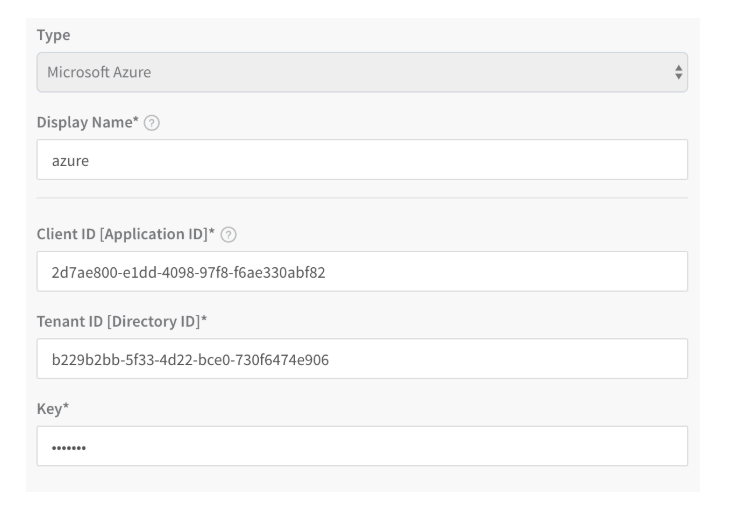 Type
Microsoft Azure
Display Name* ?
azure
Client ID [Application ID]* ?
2d7ae800-e1dd-4098-97f8-f6ae330abf82
Tenant ID [Directory ID]*
b229b2bb-5f33-4d22-bce0-730f6474e906
Key*
•••••••